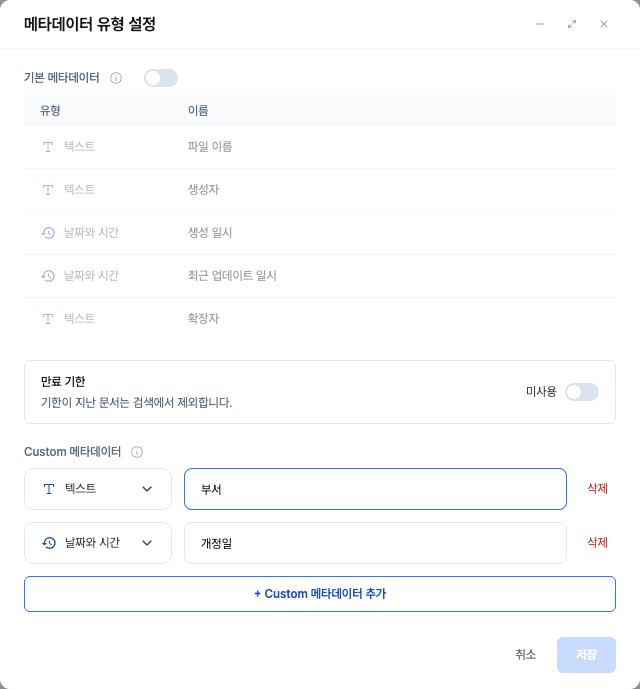 메타데이터 유형 설정
기본 메타데이터
유형 이름
텍스트 파일 이름
텍스트 생성자
날짜와 시간 생성 일시
날짜와 시간 최근 업데이트 일시
텍스트 확장자
만료 기한
기한이 지난 문서는 검색에서 제외합니다.
미사용
Custom 메타데이터
텍스트 부서 삭제
날짜와 시간 개정일 삭제
+ Custom 메타데이터 추가
취소 저장